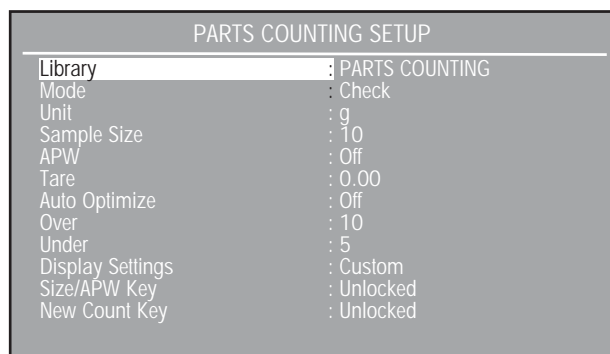 PARTS COUNTING SETUP
Library : PARTS COUNTING
Mode : Check
Unit : g
Sample Size : 10
APW : Off
Tare : 0.00
Auto Optimize : Off
Over : 10
Under : 5
Display Settings : Custom
Size/APW Key : Unlocked
New Count Key : Unlocked